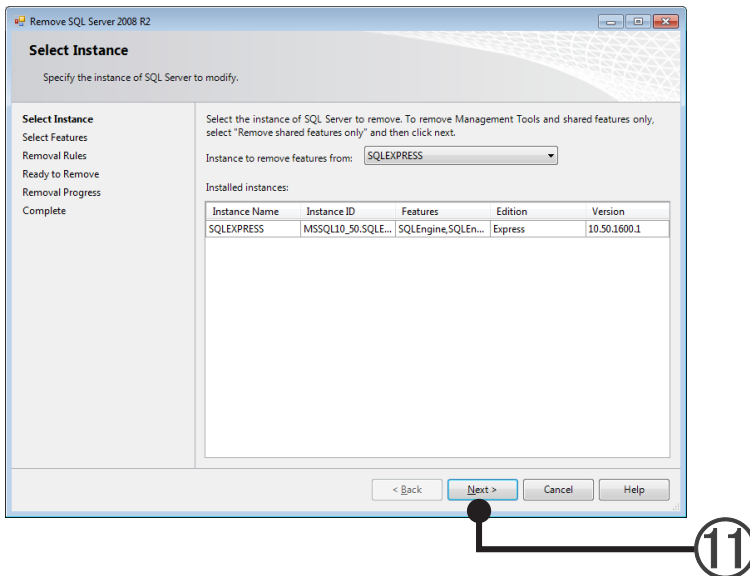 Remove SQL Server 2008 R2
Select Instance
Specify the instance of SQL Server to modify.
Select Instance
Select Features
Removal Rules
Ready to Remove
Removal Progress
Complete
Select the instance of SQL Server to remove. To remove Management Tools and shared features only,
select "Remove shared features only" and then click next.
Instance to remove features from: SQLEXPRESS
Installed instances:
Instance Name Instance ID Features Edition Version
SQLEXPRESS MSSQL10_50.SQLE... SQLEngine,SQLEn... Express 10.50.1600.1
< Back Next > Cancel Help
11